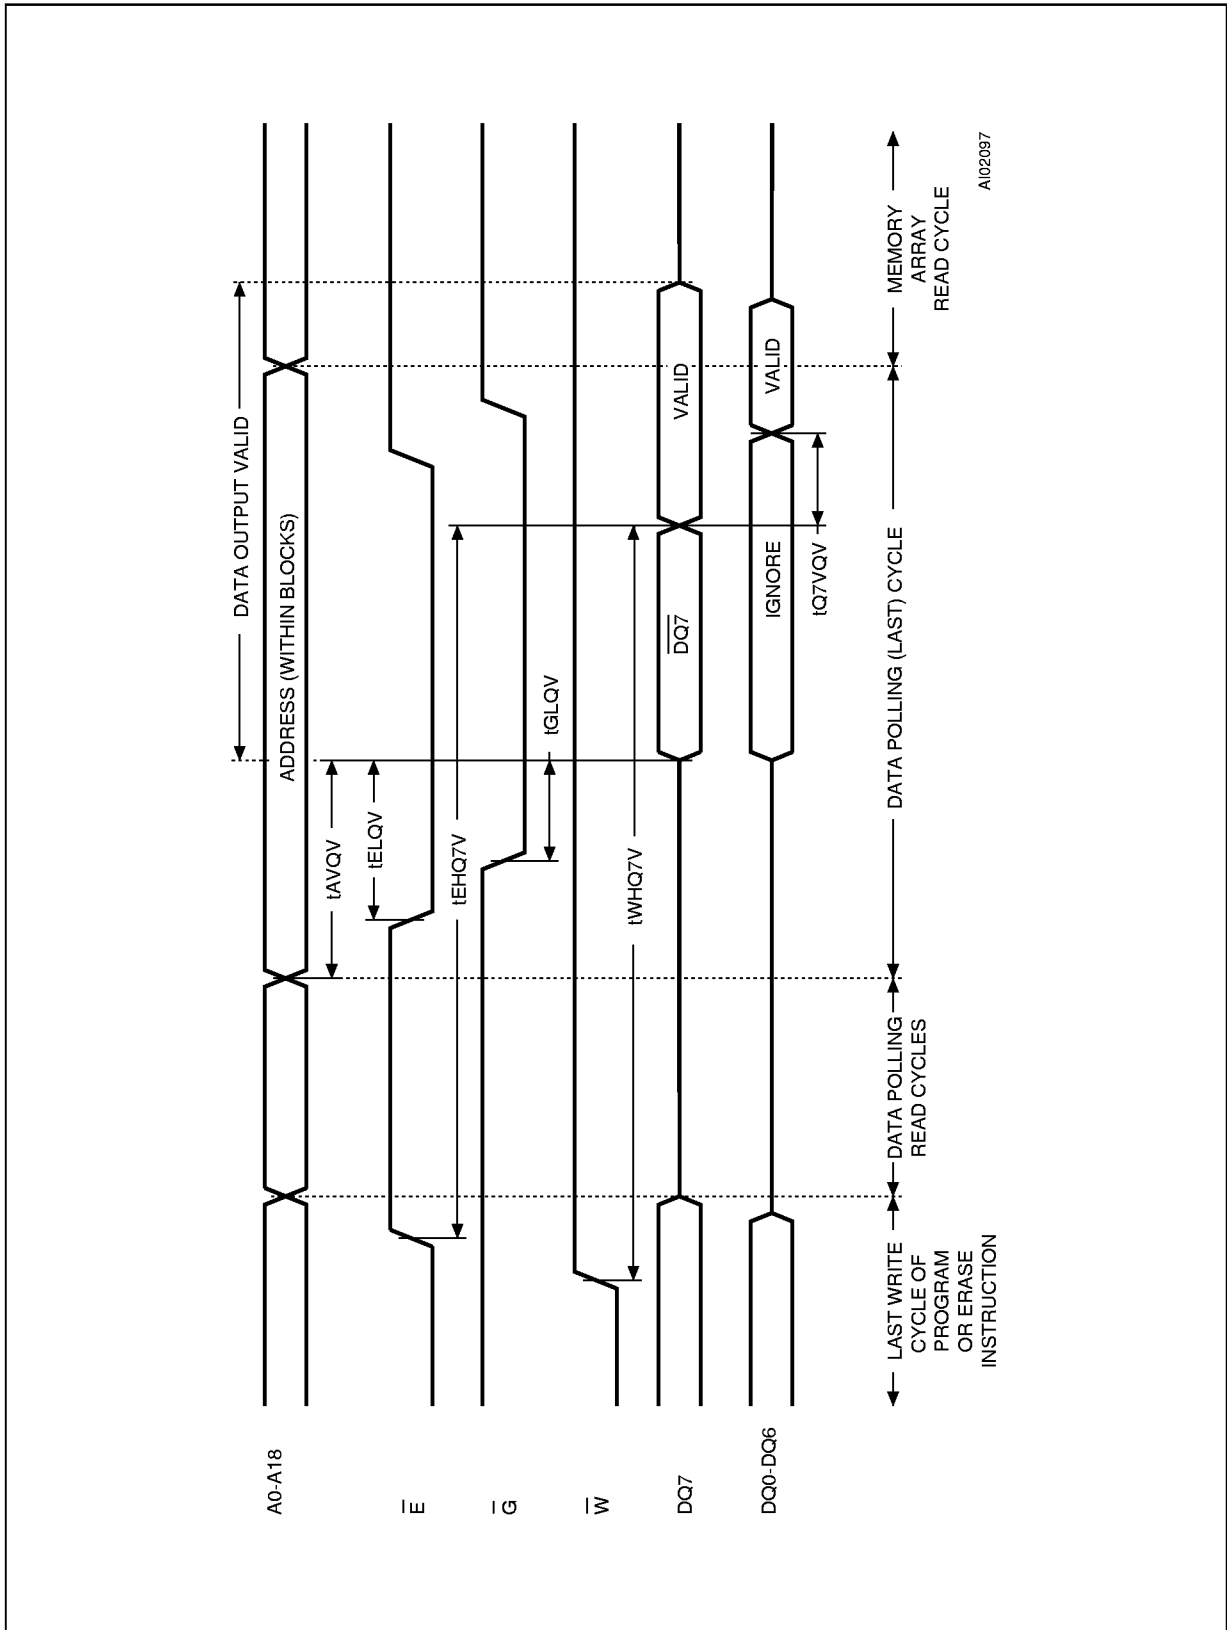 DATA OUTPUT VALID
A0-A18
ADDRESS (WITHIN BLOCKS)
tAVQV
tELQV
E̅
tEHQ7V
G̅
tGLQV
W̅
tWHQ7V
DQ7
D̅Q̅7̅
VALID
DQ0-DQ6
IGNORE
VALID
tQ7VQV
LAST WRITE
CYCLE OF
PROGRAM
OR ERASE
INSTRUCTION
DATA POLLING
READ CYCLES
DATA POLLING (LAST) CYCLE
MEMORY
ARRAY
READ CYCLE
AI02097